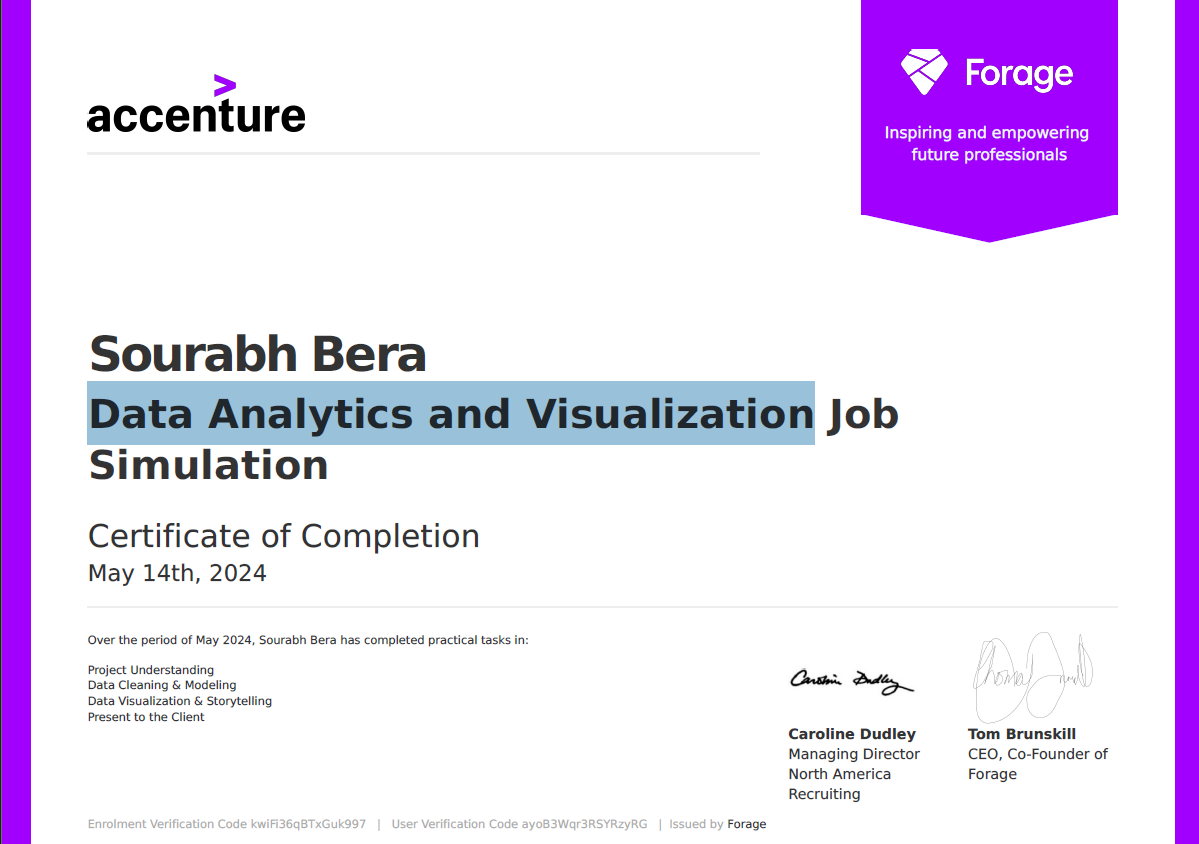 accenture
Forage
Inspiring and empowering
future professionals
Sourabh Bera
Data Analytics and Visualization Job
Simulation
Certificate of Completion
May 14th, 2024
Over the period of May 2024, Sourabh Bera has completed practical tasks in:
Project Understanding
Data Cleaning & Modeling
Data Visualization & Storytelling
Present to the Client
Caroline Dudley
Caroline Dudley
Managing Director
North America
Recruiting
Tom Brunskill
CEO, Co-Founder of
Forage
Enrolment Verification Code kwiFi36qBTxGuk997 | User Verification Code ayoB3Wqr3RSYRzyRG | Issued by Forage